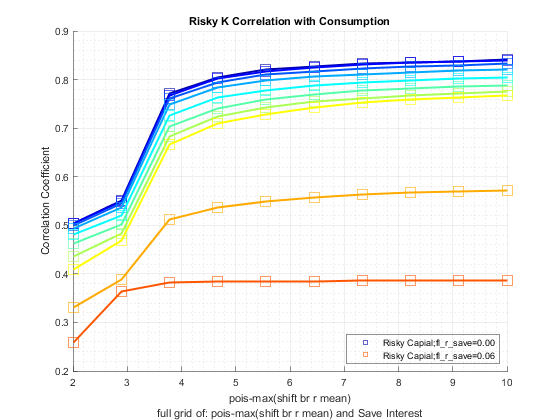 Risky K Correlation with Consumption
Correlation Coefficient
0.9
0.8
0.7
0.6
0.5
0.4
0.3
0.2
2
3
4
5
6
7
8
9
10
Risky Capial;fl_r_save=0.00
Risky Capial;fl_r_save=0.06
pois-max(shift br r mean)
full grid of: pois-max(shift br r mean) and Save Interest